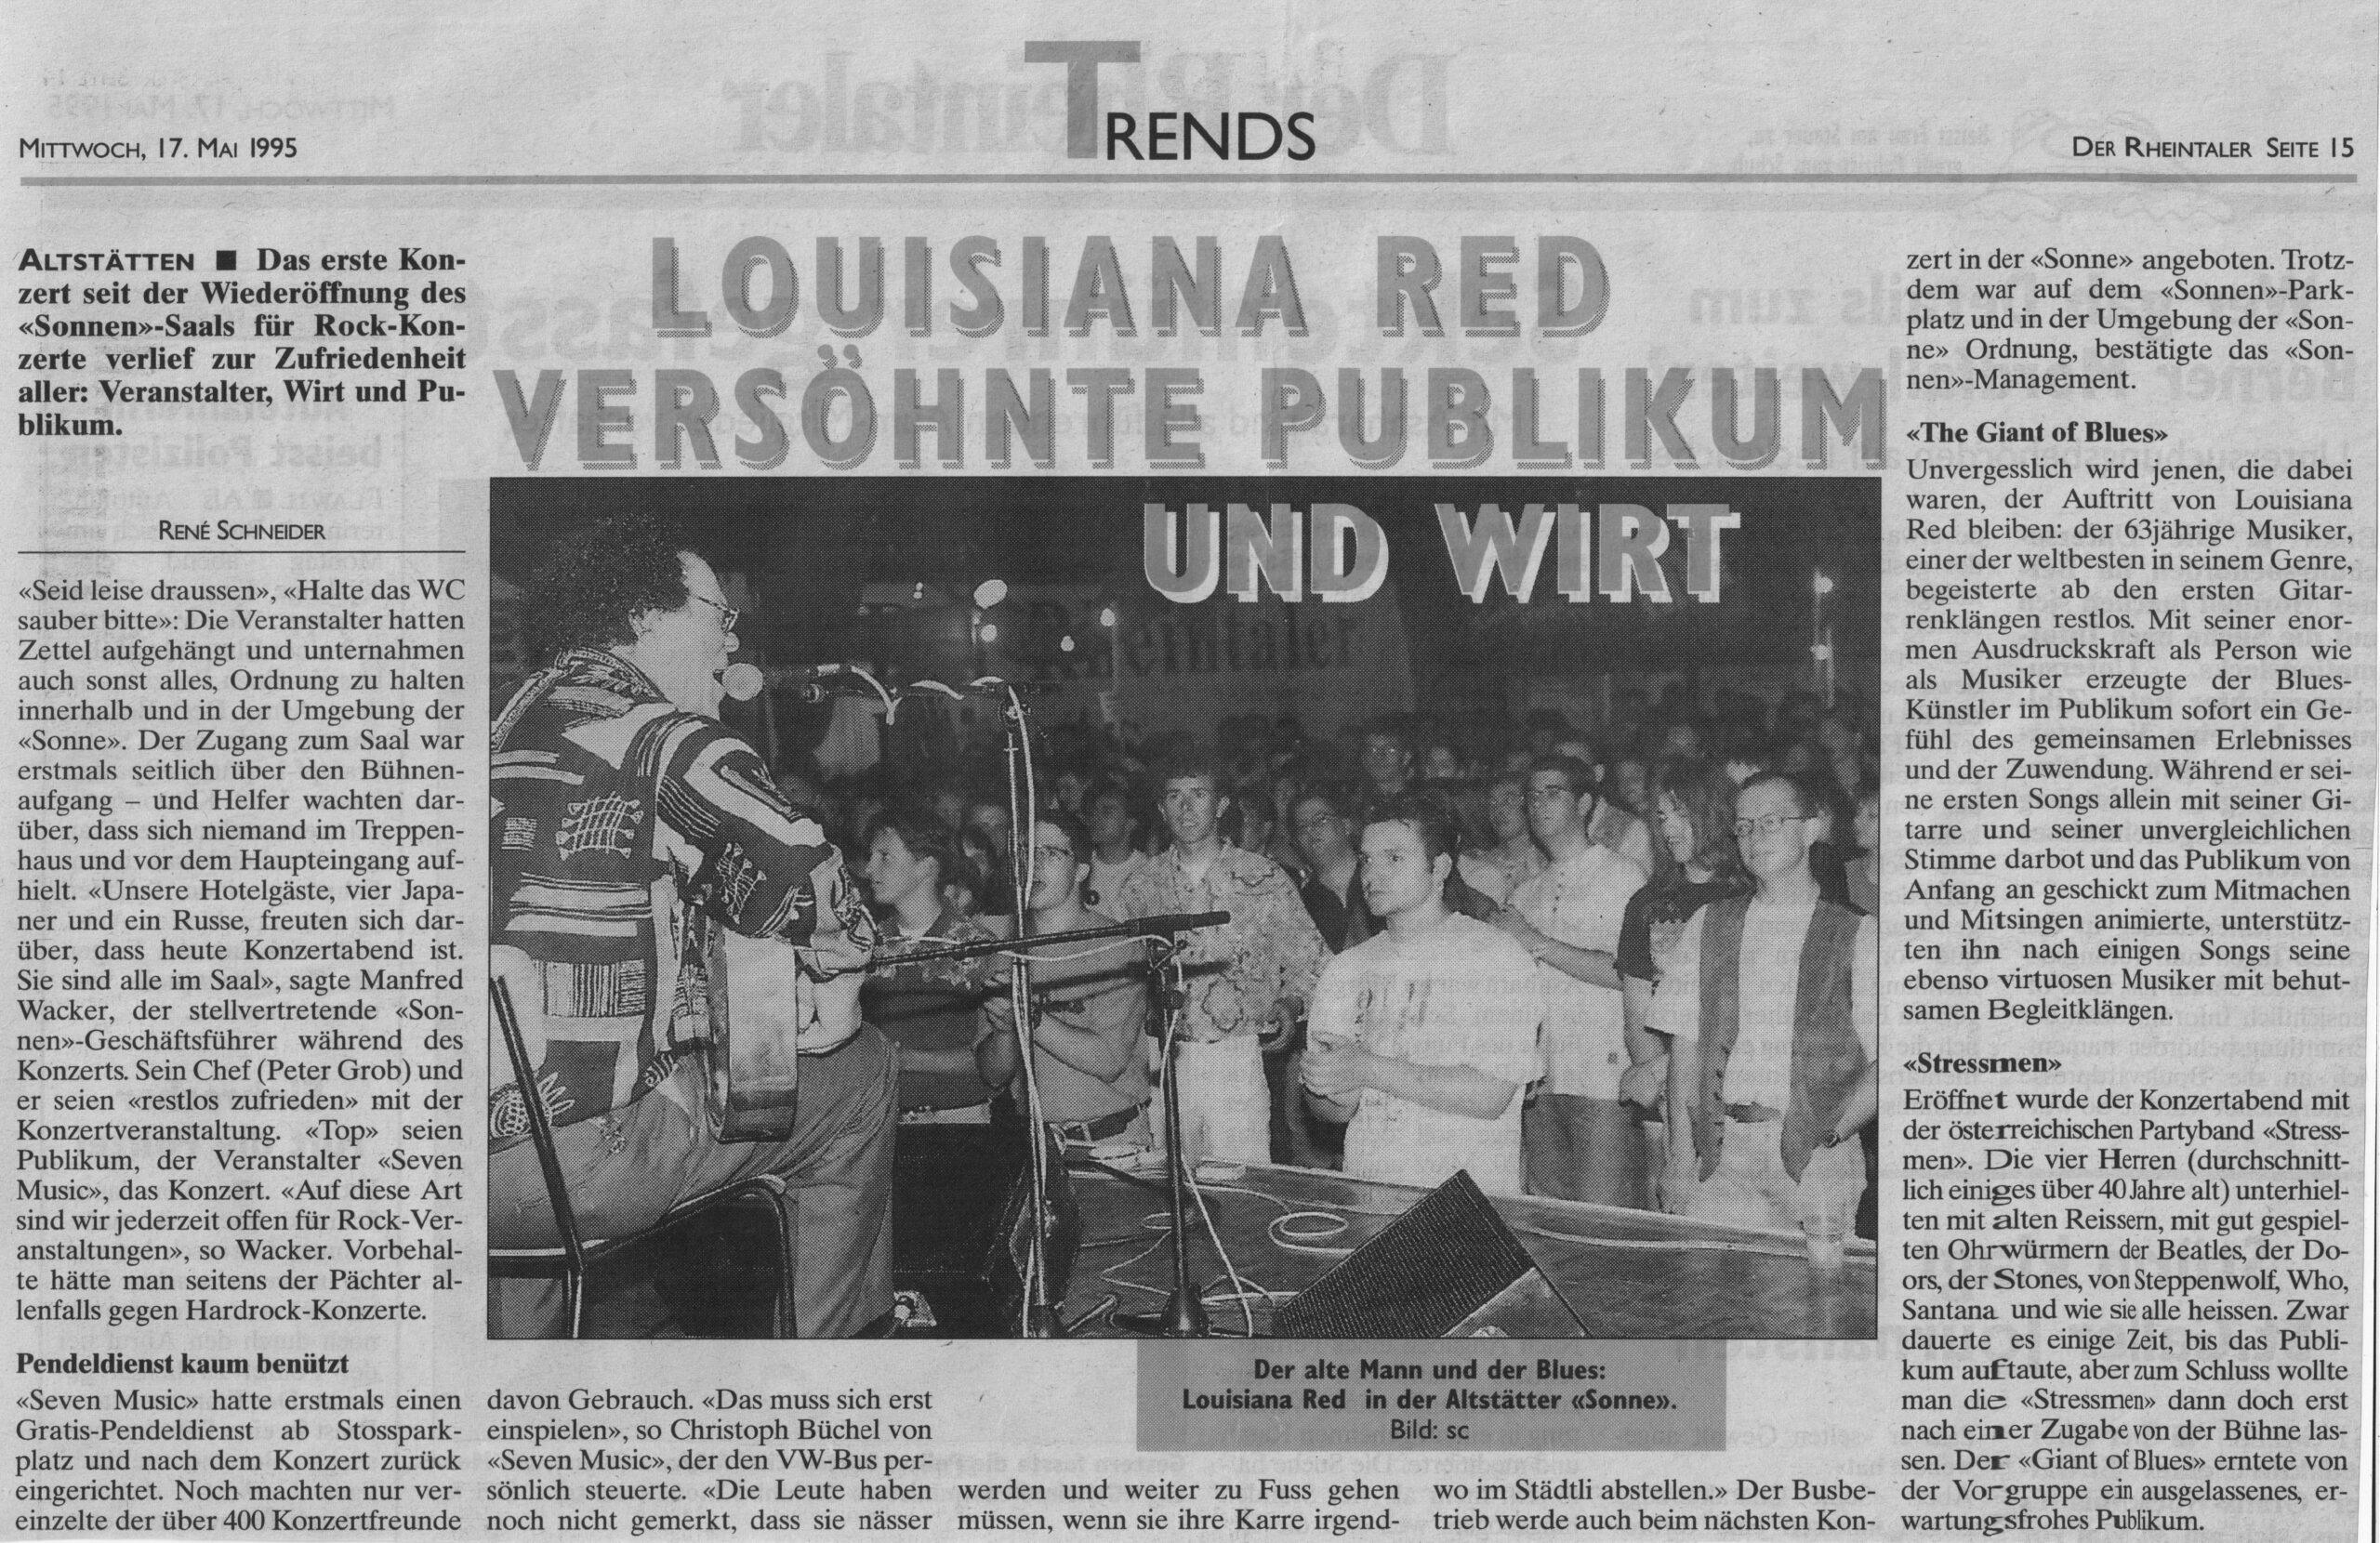 MITTWOCH, 17. MAI 1995
TRENDS
DER RHEINTALER SEITE 15
LOUISIANA RED
VERSÖHNTE PUBLIKUM
UND WIRT
ALTSTÄTTEN ■ Das erste Kon-
zert seit der Wiederöffnung des
«Sonnen»-Saals für Rock-Kon-
zerte verlief zur Zufriedenheit
aller: Veranstalter, Wirt und Pu-
blikum.
RENÉ SCHNEIDER
«Seid leise draussen», «Halte das WC
sauber bitte»: Die Veranstalter hatten
Zettel aufgehängt und unternahmen
auch sonst alles, Ordnung zu halten
innerhalb und in der Umgebung der
«Sonne». Der Zugang zum Saal war
erstmals seitlich über den Bühnen-
aufgang – und Helfer wachten dar-
über, dass sich niemand im Treppen-
haus und vor dem Haupteingang auf-
hielt. «Unsere Hotelgäste, vier Japa-
ner und ein Russe, freuten sich dar-
über, dass heute Konzertabend ist.
Sie sind alle im Saal», sagte Manfred
Wacker, der stellvertretende «Son-
nen»-Geschäftsführer während des
Konzerts. Sein Chef (Peter Grob) und
er seien «restlos zufrieden» mit der
Konzertveranstaltung. «Top» seien
Publikum, der Veranstalter «Seven
Music», das Konzert. «Auf diese Art
sind wir jederzeit offen für Rock-Ver-
anstaltungen», so Wacker. Vorbehal-
te hätte man seitens der Pächter al-
lenfalls gegen Hardrock-Konzerte.
Pendeldienst kaum benützt
«Seven Music» hatte erstmals einen
Gratis-Pendeldienst ab Stosspark-
platz und nach dem Konzert zurück
eingerichtet. Noch machten nur ver-
einzelte der über 400 Konzertfreunde
davon Gebrauch. «Das muss sich erst
einspielen», so Christoph Büchel von
«Seven Music», der den VW-Bus per-
sönlich steuerte. «Die Leute haben
noch nicht gemerkt, dass sie nässer
werden und weiter zu Fuss gehen
müssen, wenn sie ihre Karre irgend-
wo im Städtli abstellen.» Der Busbe-
trieb werde auch beim nächsten Kon-
zert in der «Sonne» angeboten. Trotz-
dem war auf dem «Sonnen»-Park-
platz und in der Umgebung der «Son-
ne» Ordnung, bestätigte das «Son-
nen»-Management.
«The Giant of Blues»
Unvergesslich wird jenen, die dabei
waren, der Auftritt von Louisiana
Red bleiben: der 63jährige Musiker,
einer der weltbesten in seinem Genre,
begeisterte ab den ersten Gitar-
renklängen restlos. Mit seiner enor-
men Ausdruckskraft als Person wie
als Musiker erzeugte der Blues-
Künstler im Publikum sofort ein Ge-
fühl des gemeinsamen Erlebnisses
und der Zuwendung. Während er sei-
ne ersten Songs allein mit seiner Gi-
tarre und seiner unvergleichlichen
Stimme darbot und das Publikum von
Anfang an geschickt zum Mitmachen
und Mitsingen animierte, unterstütz-
ten ihn nach einigen Songs seine
ebenso virtuosen Musiker mit behut-
samen Begleitklängen.
«Stressmen»
Eröffnet wurde der Konzertabend mit
der österreichischen Partyband «Stress-
men». Die vier Herren (durchschnitt-
lich einiges über 40 Jahre alt) unterhiel-
ten mit alten Reissern, mit gut gespiel-
ten Ohrwürmern der Beatles, der Do-
ors, der Stones, von Steppenwolf, Who,
Santana und wie sie alle heissen. Zwar
dauerte es einige Zeit, bis das Publi-
kum auftaute, aber zum Schluss wollte
man die «Stressmen» dann doch erst
nach einer Zugabe von der Bühne las-
sen. Der «Giant of Blues» erntete von
der Vorgruppe ein ausgelassenes, er-
wartungsfrohes Publikum.
Der alte Mann und der Blues:
Louisiana Red in der Altstätter «Sonne».
Bild: sc